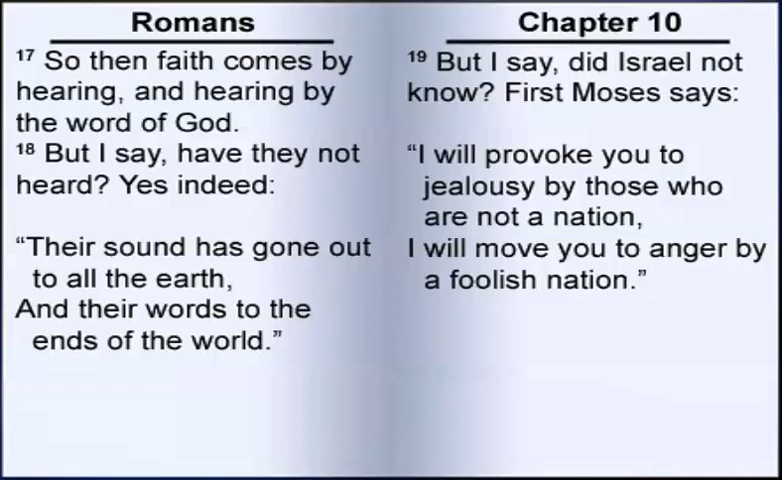 Romans
¹⁷ So then faith comes by
hearing, and hearing by
the word of God.
¹⁸ But I say, have they not
heard? Yes indeed:
“Their sound has gone out
to all the earth,
And their words to the
ends of the world.”
Chapter 10
¹⁹ But I say, did Israel not
know? First Moses says:
“I will provoke you to
jealousy by those who
are not a nation,
I will move you to anger by
a foolish nation.”